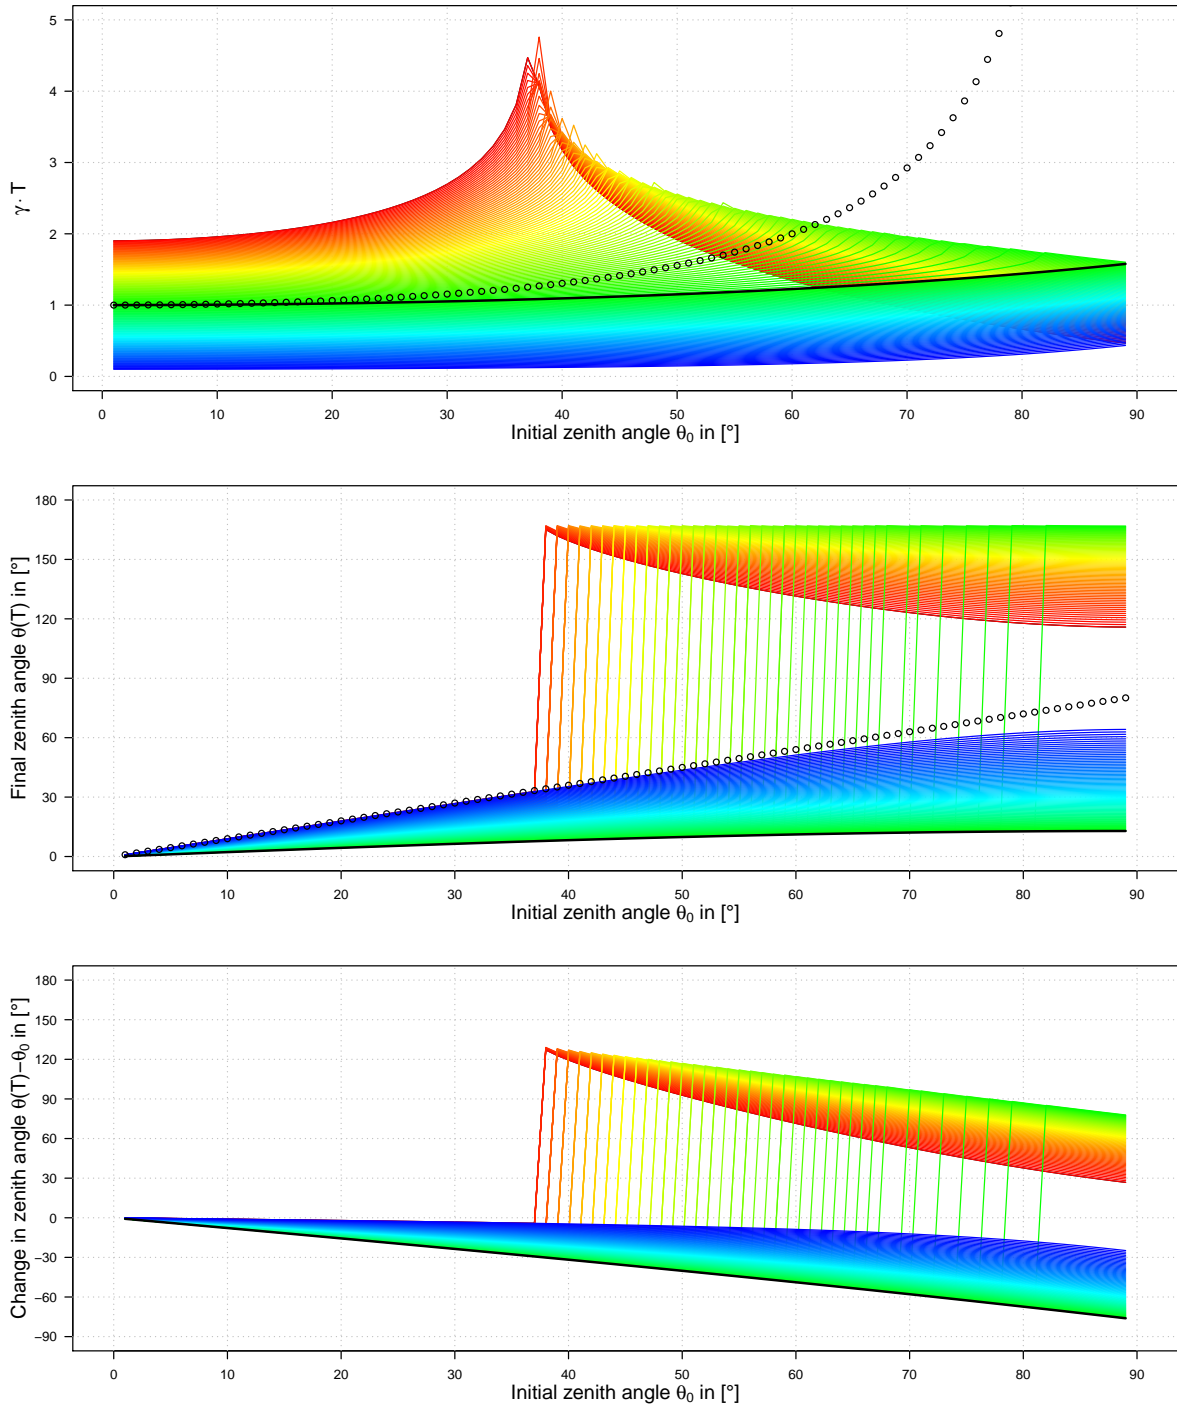 5
4
3
2
1
0
γ · T
0 10 20 30 40 50 60 70 80 90
Initial zenith angle θ₀ in [°]
180
150
120
90
60
30
0
Final zenith angle θ(T) in [°]
0 10 20 30 40 50 60 70 80 90
Initial zenith angle θ₀ in [°]
180
150
120
90
60
30
0
−30
−60
−90
Change in zenith angle θ(T)−θ₀ in [°]
0 10 20 30 40 50 60 70 80 90
Initial zenith angle θ₀ in [°]